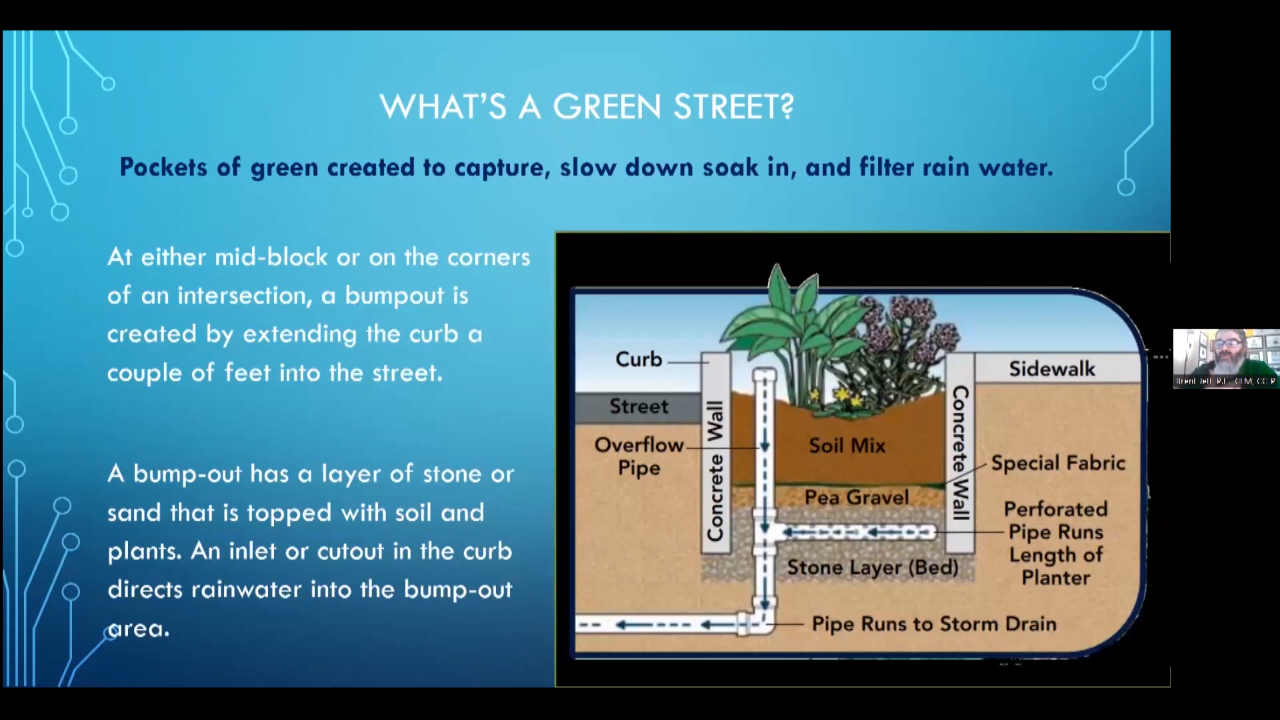 WHAT'S A GREEN STREET?
Pockets of green created to capture, slow down soak in, and filter rain water.
At either mid-block or on the corners
of an intersection, a bumpout is
created by extending the curb a
couple of feet into the street.
A bump-out has a layer of stone or
sand that is topped with soil and
plants. An inlet or cutout in the curb
directs rainwater into the bump-out
area.
Curb
Street
Overflow
Pipe
Concrete Wall
Soil Mix
Pea Gravel
Stone Layer (Bed)
Concrete Wall
Sidewalk
Special Fabric
Perforated
Pipe Runs
Length of
Planter
Pipe Runs to Storm Drain